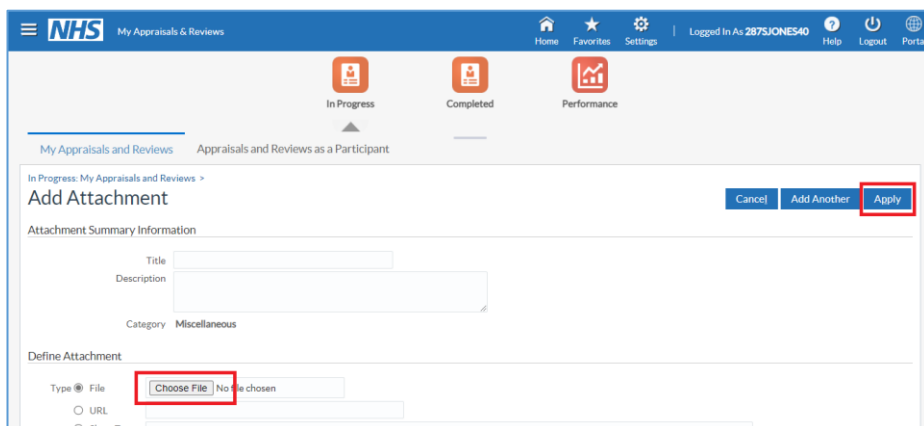 NHS My Appraisals & Reviews Home Favorites Settings Logged In As 287SJONES40 Help Logout
In Progress Completed Performance
My Appraisals and Reviews Appraisals and Reviews as a Participant
In Progress: My Appraisals and Reviews >
Add Attachment Cancel Add Another Apply
Attachment Summary Information
Title
Description
Category Miscellaneous
Define Attachment
Type File Choose File No file chosen
URL